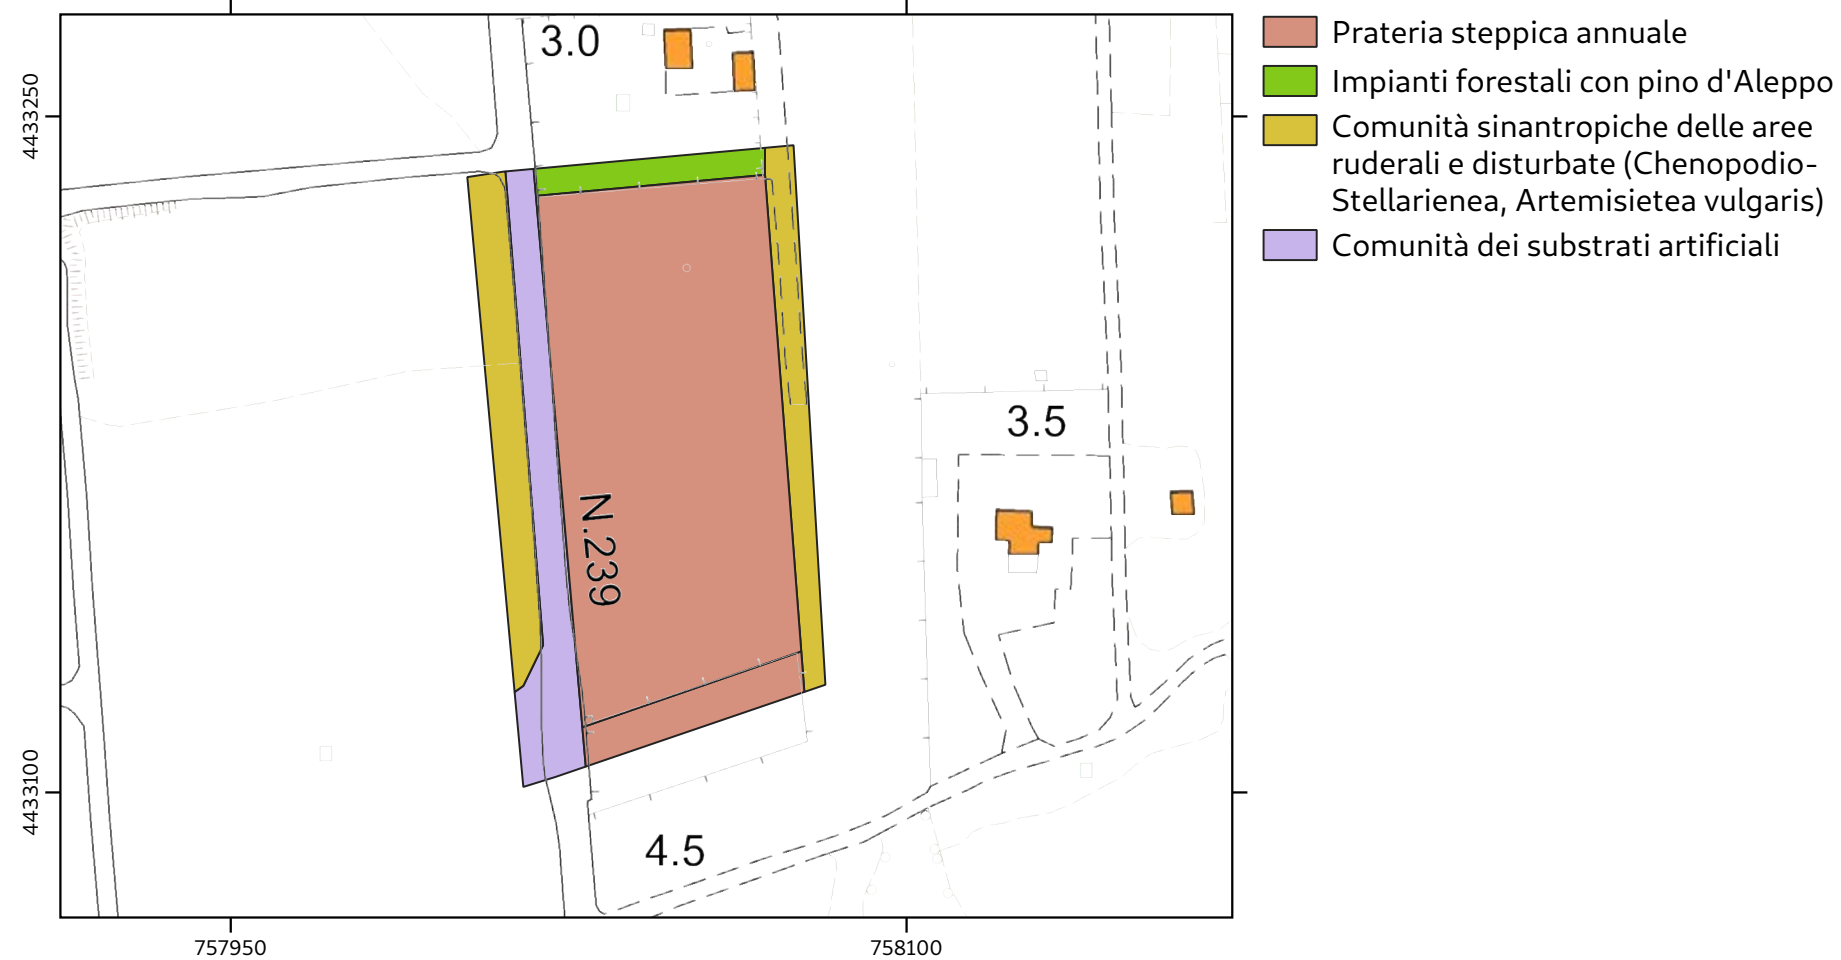 3.0
3.5
N.239
4.5
4433250
4433100
757950
758100
Prateria steppica annuale
Impianti forestali con pino d'Aleppo
Comunità sinantropiche delle aree
ruderali e disturbate (Chenopodio-
Stellarienea, Artemisietea vulgaris)
Comunità dei substrati artificiali